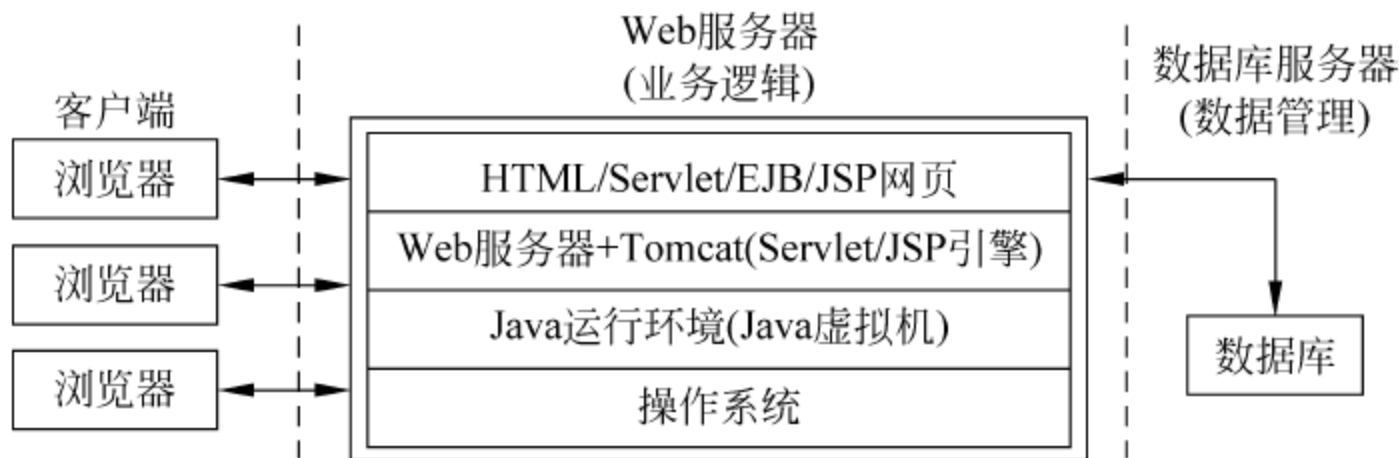 Web服务器
(业务逻辑)
数据库服务器
(数据管理)
客户端
浏览器
浏览器
浏览器
HTML/Servlet/EJB/JSP网页
Web服务器+Tomcat(Servlet/JSP引擎)
Java运行环境(Java虚拟机)
操作系统
数据库